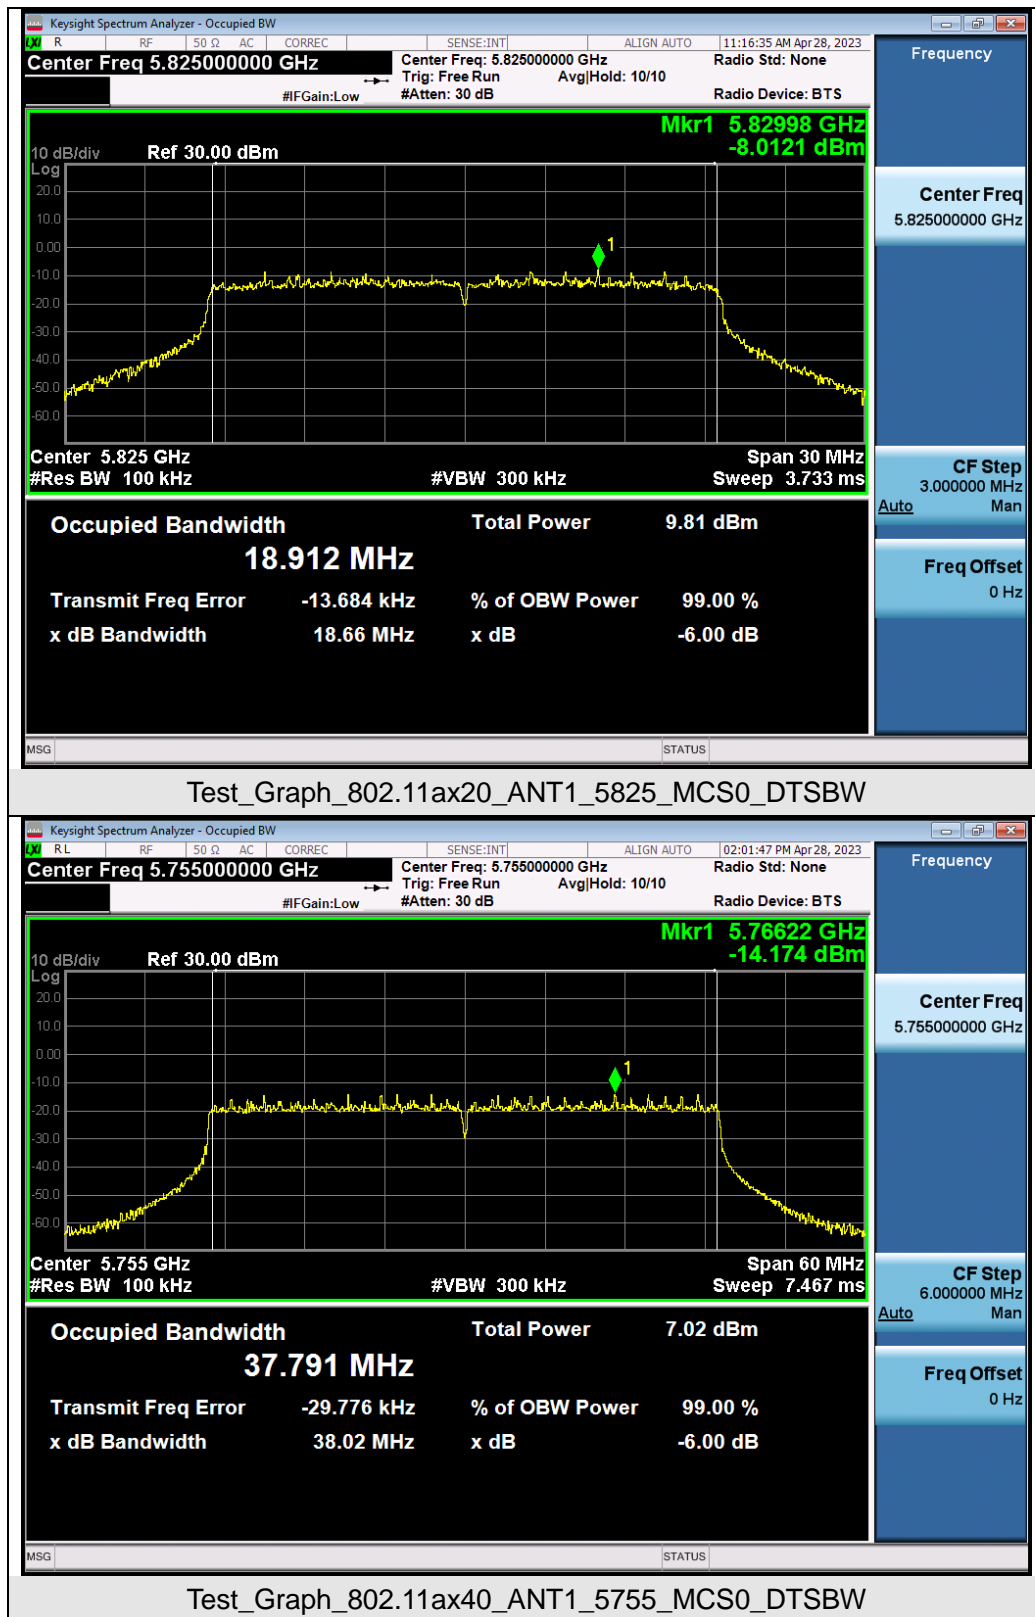 Keysight Spectrum Analyzer - Occupied BW
LXI R RF 50 Ω AC CORREC SENSE:INT ALIGN AUTO 11:16:35 AM Apr 28, 2023
Center Freq 5.825000000 GHz
Center Freq: 5.825000000 GHz
Radio Std: None
Trig: Free Run Avg|Hold: 10/10
#IFGain:Low #Atten: 30 dB Radio Device: BTS
Frequency
Mkr1 5.82998 GHz
-8.0121 dBm
10 dB/div Ref 30.00 dBm
Log
20.0
10.0
0.00
-10.0
-20.0
-30.0
-40.0
-50.0
-60.0
1
Center 5.825 GHz Span 30 MHz
#Res BW 100 kHz #VBW 300 kHz Sweep 3.733 ms
Center Freq
5.825000000 GHz
CF Step
3.000000 MHz
Auto Man
Freq Offset
0 Hz
Occupied Bandwidth Total Power 9.81 dBm
18.912 MHz
Transmit Freq Error -13.684 kHz % of OBW Power 99.00 %
x dB Bandwidth 18.66 MHz x dB -6.00 dB
MSG STATUS
Test_Graph_802.11ax20_ANT1_5825_MCS0_DTSBW
Keysight Spectrum Analyzer - Occupied BW
LXI RL RF 50 Ω AC CORREC SENSE:INT ALIGN AUTO 02:01:47 PM Apr 28, 2023
Center Freq 5.755000000 GHz
Center Freq: 5.755000000 GHz
Radio Std: None
Trig: Free Run Avg|Hold: 10/10
#IFGain:Low #Atten: 30 dB Radio Device: BTS
Frequency
Mkr1 5.76622 GHz
-14.174 dBm
10 dB/div Ref 30.00 dBm
Log
20.0
10.0
0.00
-10.0
-20.0
-30.0
-40.0
-50.0
-60.0
1
Center 5.755 GHz Span 60 MHz
#Res BW 100 kHz #VBW 300 kHz Sweep 7.467 ms
Center Freq
5.755000000 GHz
CF Step
6.000000 MHz
Auto Man
Freq Offset
0 Hz
Occupied Bandwidth Total Power 7.02 dBm
37.791 MHz
Transmit Freq Error -29.776 kHz % of OBW Power 99.00 %
x dB Bandwidth 38.02 MHz x dB -6.00 dB
MSG STATUS
Test_Graph_802.11ax40_ANT1_5755_MCS0_DTSBW